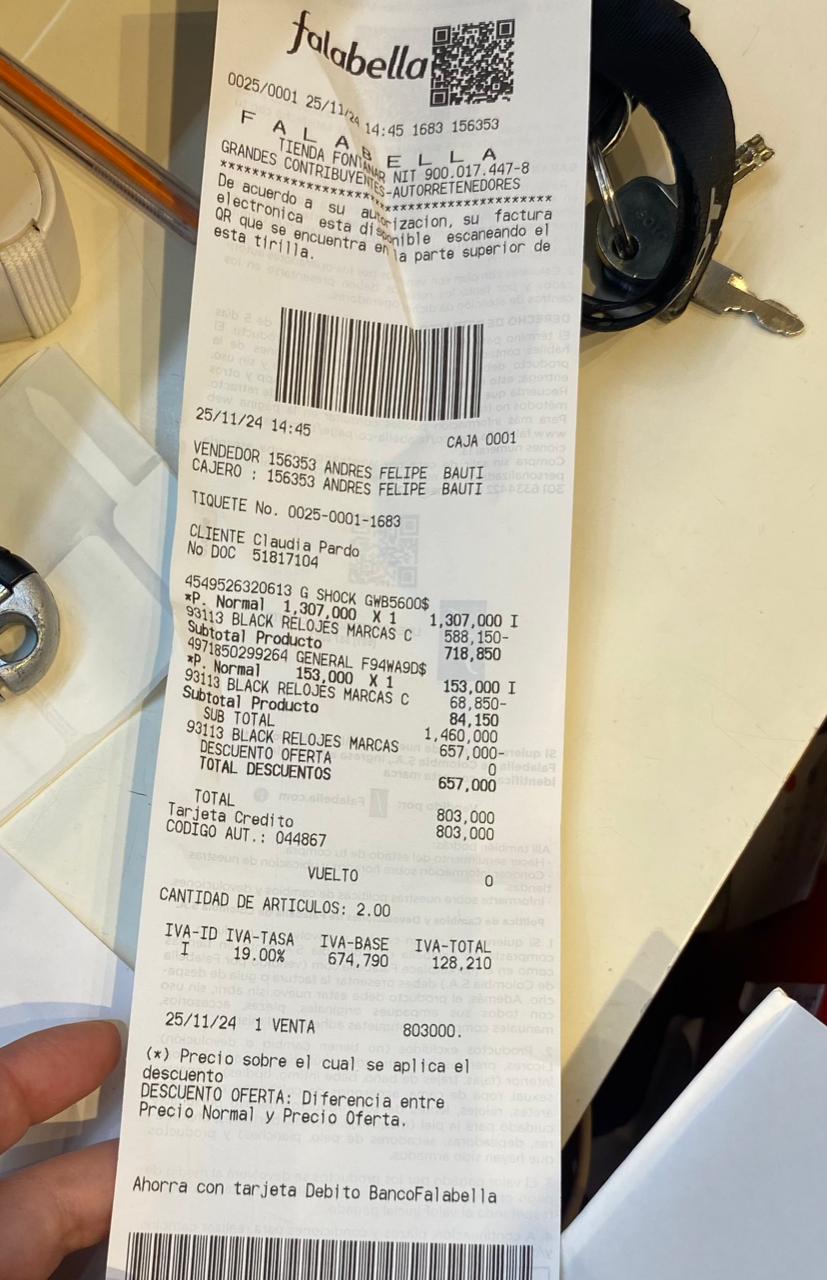 falabella
0025/0001 25/11/24 14:45 1683 156353
F A L A B E L L A
TIENDA FONTANAR NIT 900.017.447-8
GRANDES CONTRIBUYENTES-AUTORRETENEDORES
****************************************
De acuerdo a su autorizacion, su factura
electronica esta disponible escaneando el
QR que se encuentra en la parte superior de
esta tirilla.
25/11/24 14:45 CAJA 0001
VENDEDOR 156353 ANDRES FELIPE BAUTI
CAJERO : 156353 ANDRES FELIPE BAUTI
TIQUETE No. 0025-0001-1683
CLIENTE Claudia Pardo
No DOC 51817104
4549526320613 G SHOCK GWB5600$
*P. Normal 1,307,000 X 1 1,307,000 I
93113 BLACK RELOJES MARCAS C 588,150-
Subtotal Producto 718,850
4971850299264 GENERAL F94WA9D$
*P. Normal 153,000 X 1 153,000 I
93113 BLACK RELOJES MARCAS C 68,850-
Subtotal Producto 84,150
SUB TOTAL 1,460,000
93113 BLACK RELOJES MARCAS 657,000-
DESCUENTO OFERTA 0
TOTAL DESCUENTOS 657,000
TOTAL 803,000
Tarjeta Credito 803,000
CODIGO AUT.: 044867
VUELTO 0
CANTIDAD DE ARTICULOS: 2.00
IVA-ID IVA-TASA IVA-BASE IVA-TOTAL
I 19.00% 674,790 128,210
25/11/24 1 VENTA 803000.
(*) Precio sobre el cual se aplica el
descuento
DESCUENTO OFERTA: Diferencia entre
Precio Normal y Precio Oferta.
Ahorra con tarjeta Debito BancoFalabella